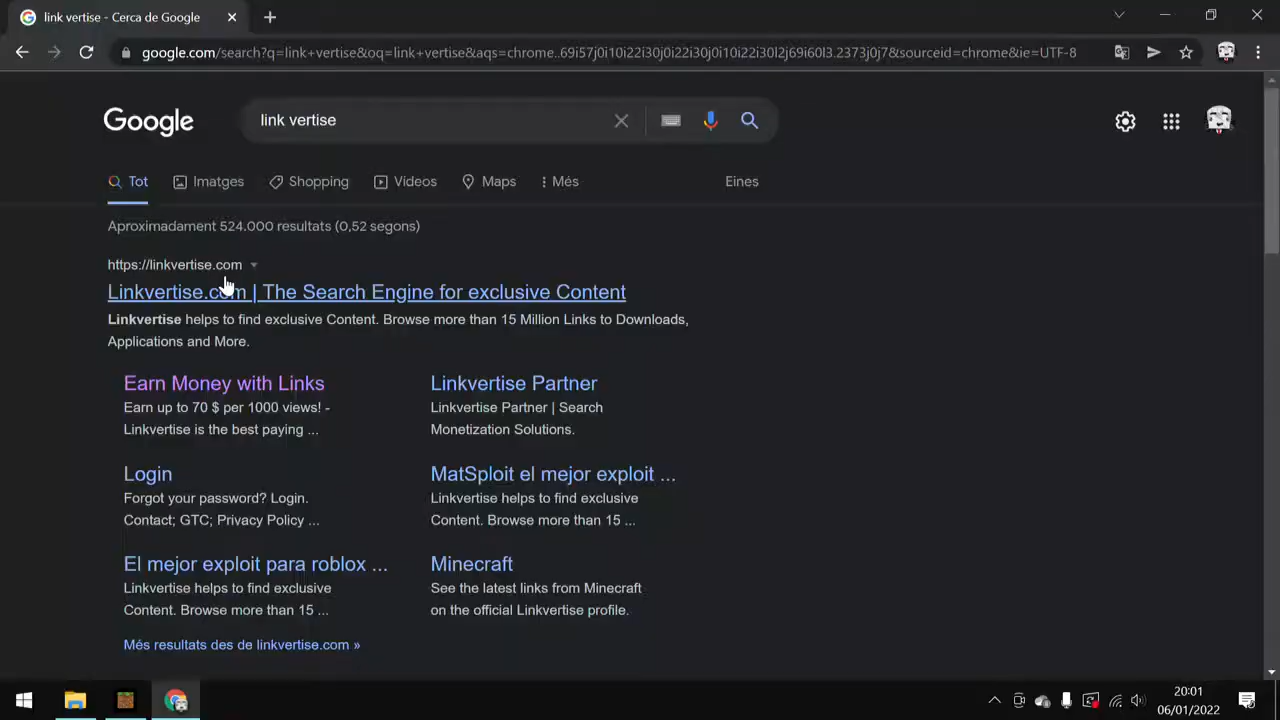 link vertise - Cerca de Google
google.com/search?q=link+vertise&oq=link+vertise&aqs=chrome..69i57j0i10i22i30j0i22i30j0i10i22i30l2j69i60l3.2373j0j7&sourceid=chrome&ie=UTF-8
Google
link vertise
Tot
Imatges
Shopping
Videos
Maps
Més
Eines
Aproximadament 524.000 resultats (0,52 segons)
https://linkvertise.com
Linkvertise.com | The Search Engine for exclusive Content
Linkvertise helps to find exclusive Content. Browse more than 15 Million Links to Downloads,
Applications and More.
Earn Money with Links
Earn up to 70 $ per 1000 views! -
Linkvertise is the best paying ...
Linkvertise Partner
Linkvertise Partner | Search
Monetization Solutions.
Login
Forgot your password? Login.
Contact; GTC; Privacy Policy ...
MatSploit el mejor exploit ...
Linkvertise helps to find exclusive
Content. Browse more than 15 ...
El mejor exploit para roblox ...
Linkvertise helps to find exclusive
Content. Browse more than 15 ...
Minecraft
See the latest links from Minecraft
on the official Linkvertise profile.
Més resultats des de linkvertise.com »
20:01
06/01/2022